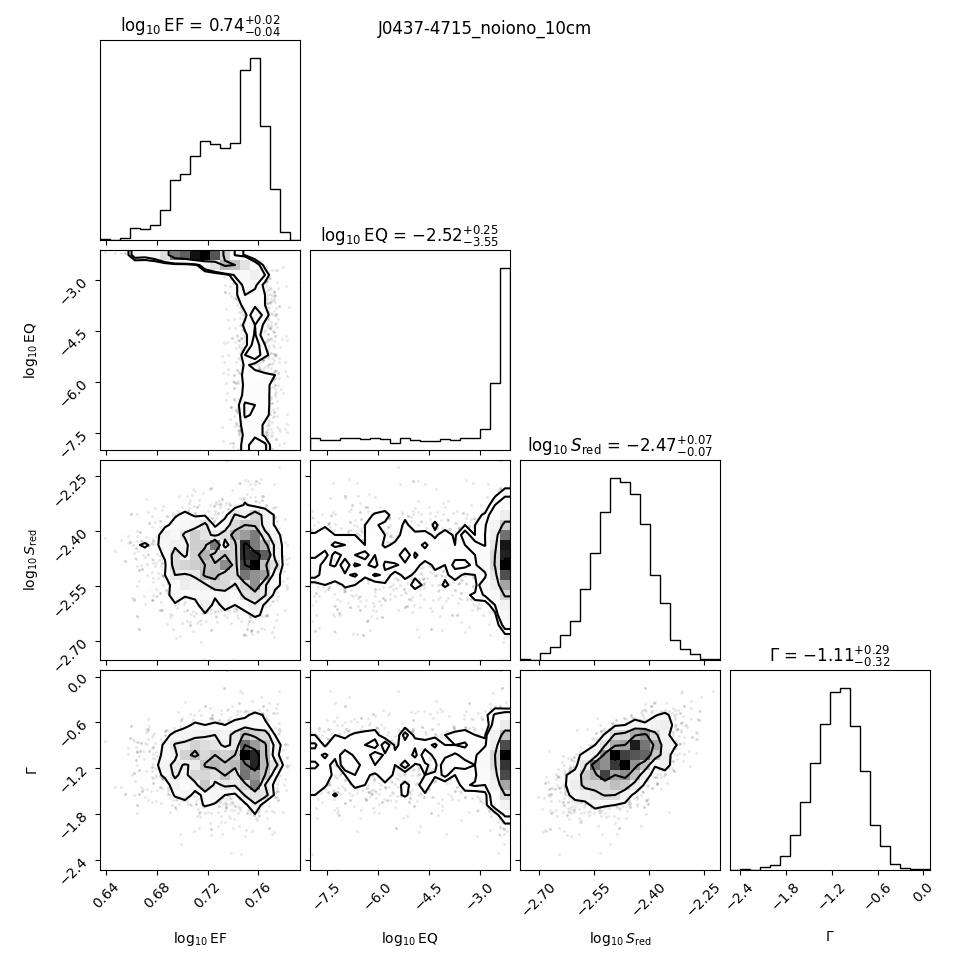 log₁₀ EF = 0.74⁺⁰·⁰²₋₀.₀₄
J0437-4715_noiono_10cm
log₁₀ EQ = −2.52⁺⁰·²⁵₋₃.₅₅
−3.0
−4.5
−6.0
−7.5
log₁₀ EQ
log₁₀ S_red = −2.47⁺⁰·⁰⁷₋₀.₀₇
−2.25
−2.40
−2.55
−2.70
log₁₀ S_red
Γ = −1.11⁺⁰·²⁹₋₀.₃₂
0.0
−0.6
−1.2
−1.8
−2.4
Γ
0.64 0.68 0.72 0.76 −7.5 −6.0 −4.5 −3.0 −2.70 −2.55 −2.40 −2.25 −2.4 −1.8 −1.2 −0.6 0.0
log₁₀ EF log₁₀ EQ log₁₀ S_red Γ